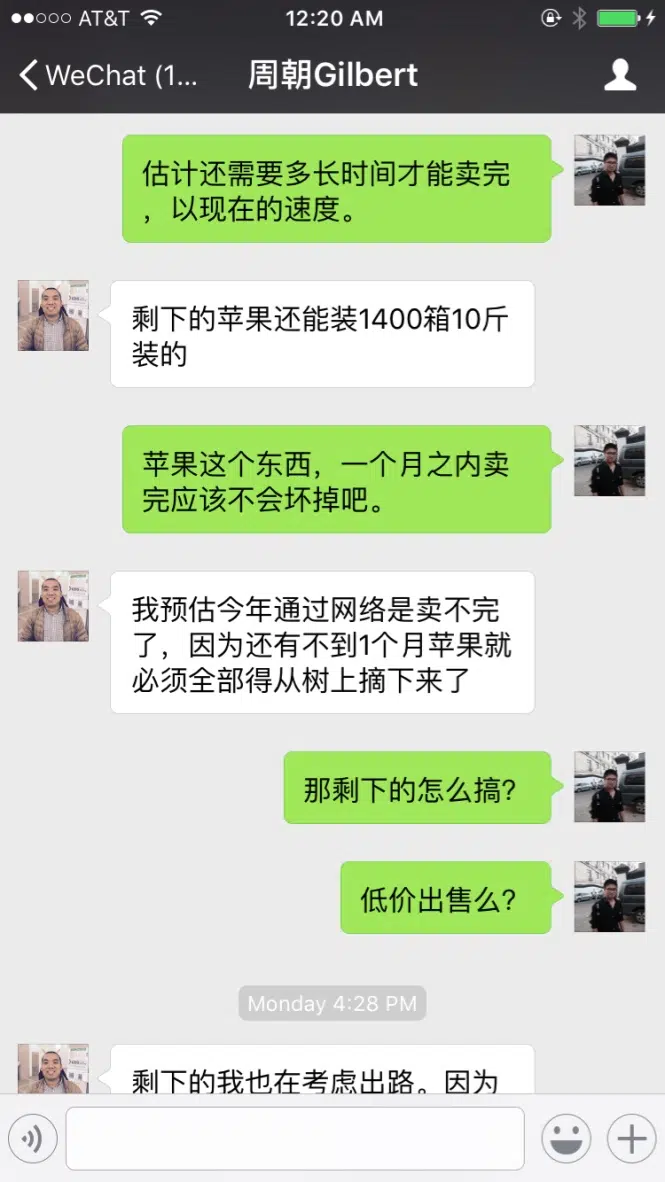 AT&T 12:20 AM
WeChat (1... 周朝Gilbert
估计还需要多长时间才能卖完
，以现在的速度。
剩下的苹果还能装1400箱10斤
装的
苹果这个东西，一个月之内卖
完应该不会坏掉吧。
我预估今年通过网络是卖不完
了，因为还有不到1个月苹果就
必须全部得从树上摘下来了
那剩下的怎么搞？
低价出售么？
Monday 4:28 PM
剩下的我也在考虑出路。因为